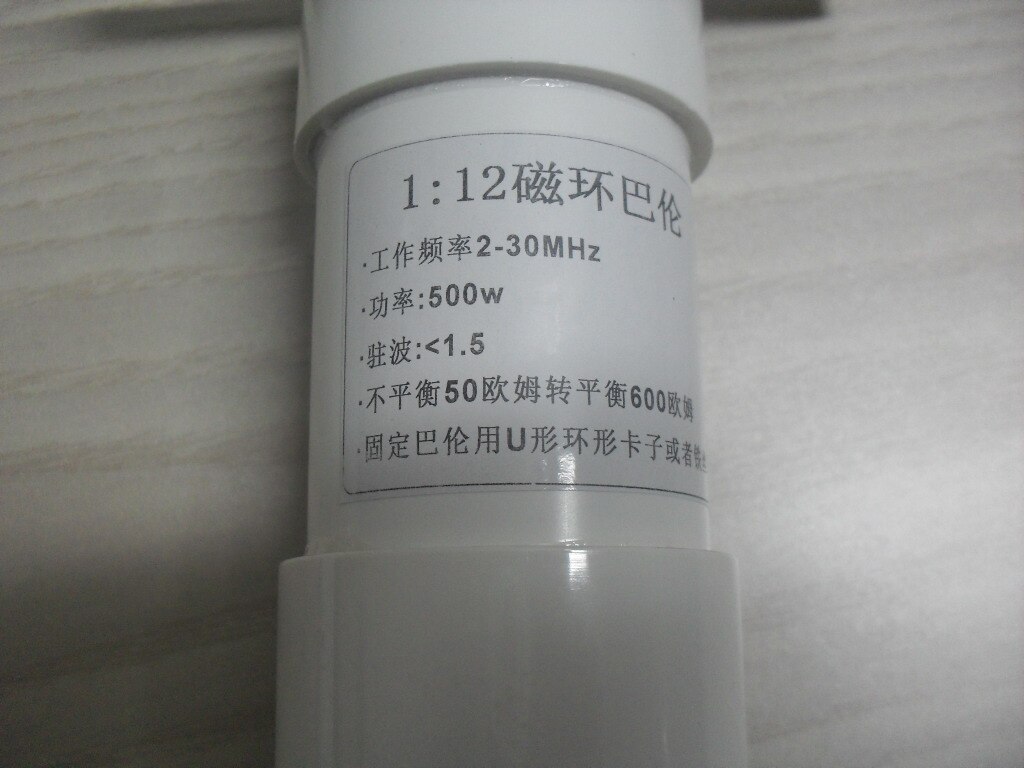 1:12磁环巴伦
·工作频率2-30MHz
·功率:500w
·驻波:<1.5
·不平衡50欧姆转平衡600欧姆
·固定巴伦用U形环形卡子或者铁